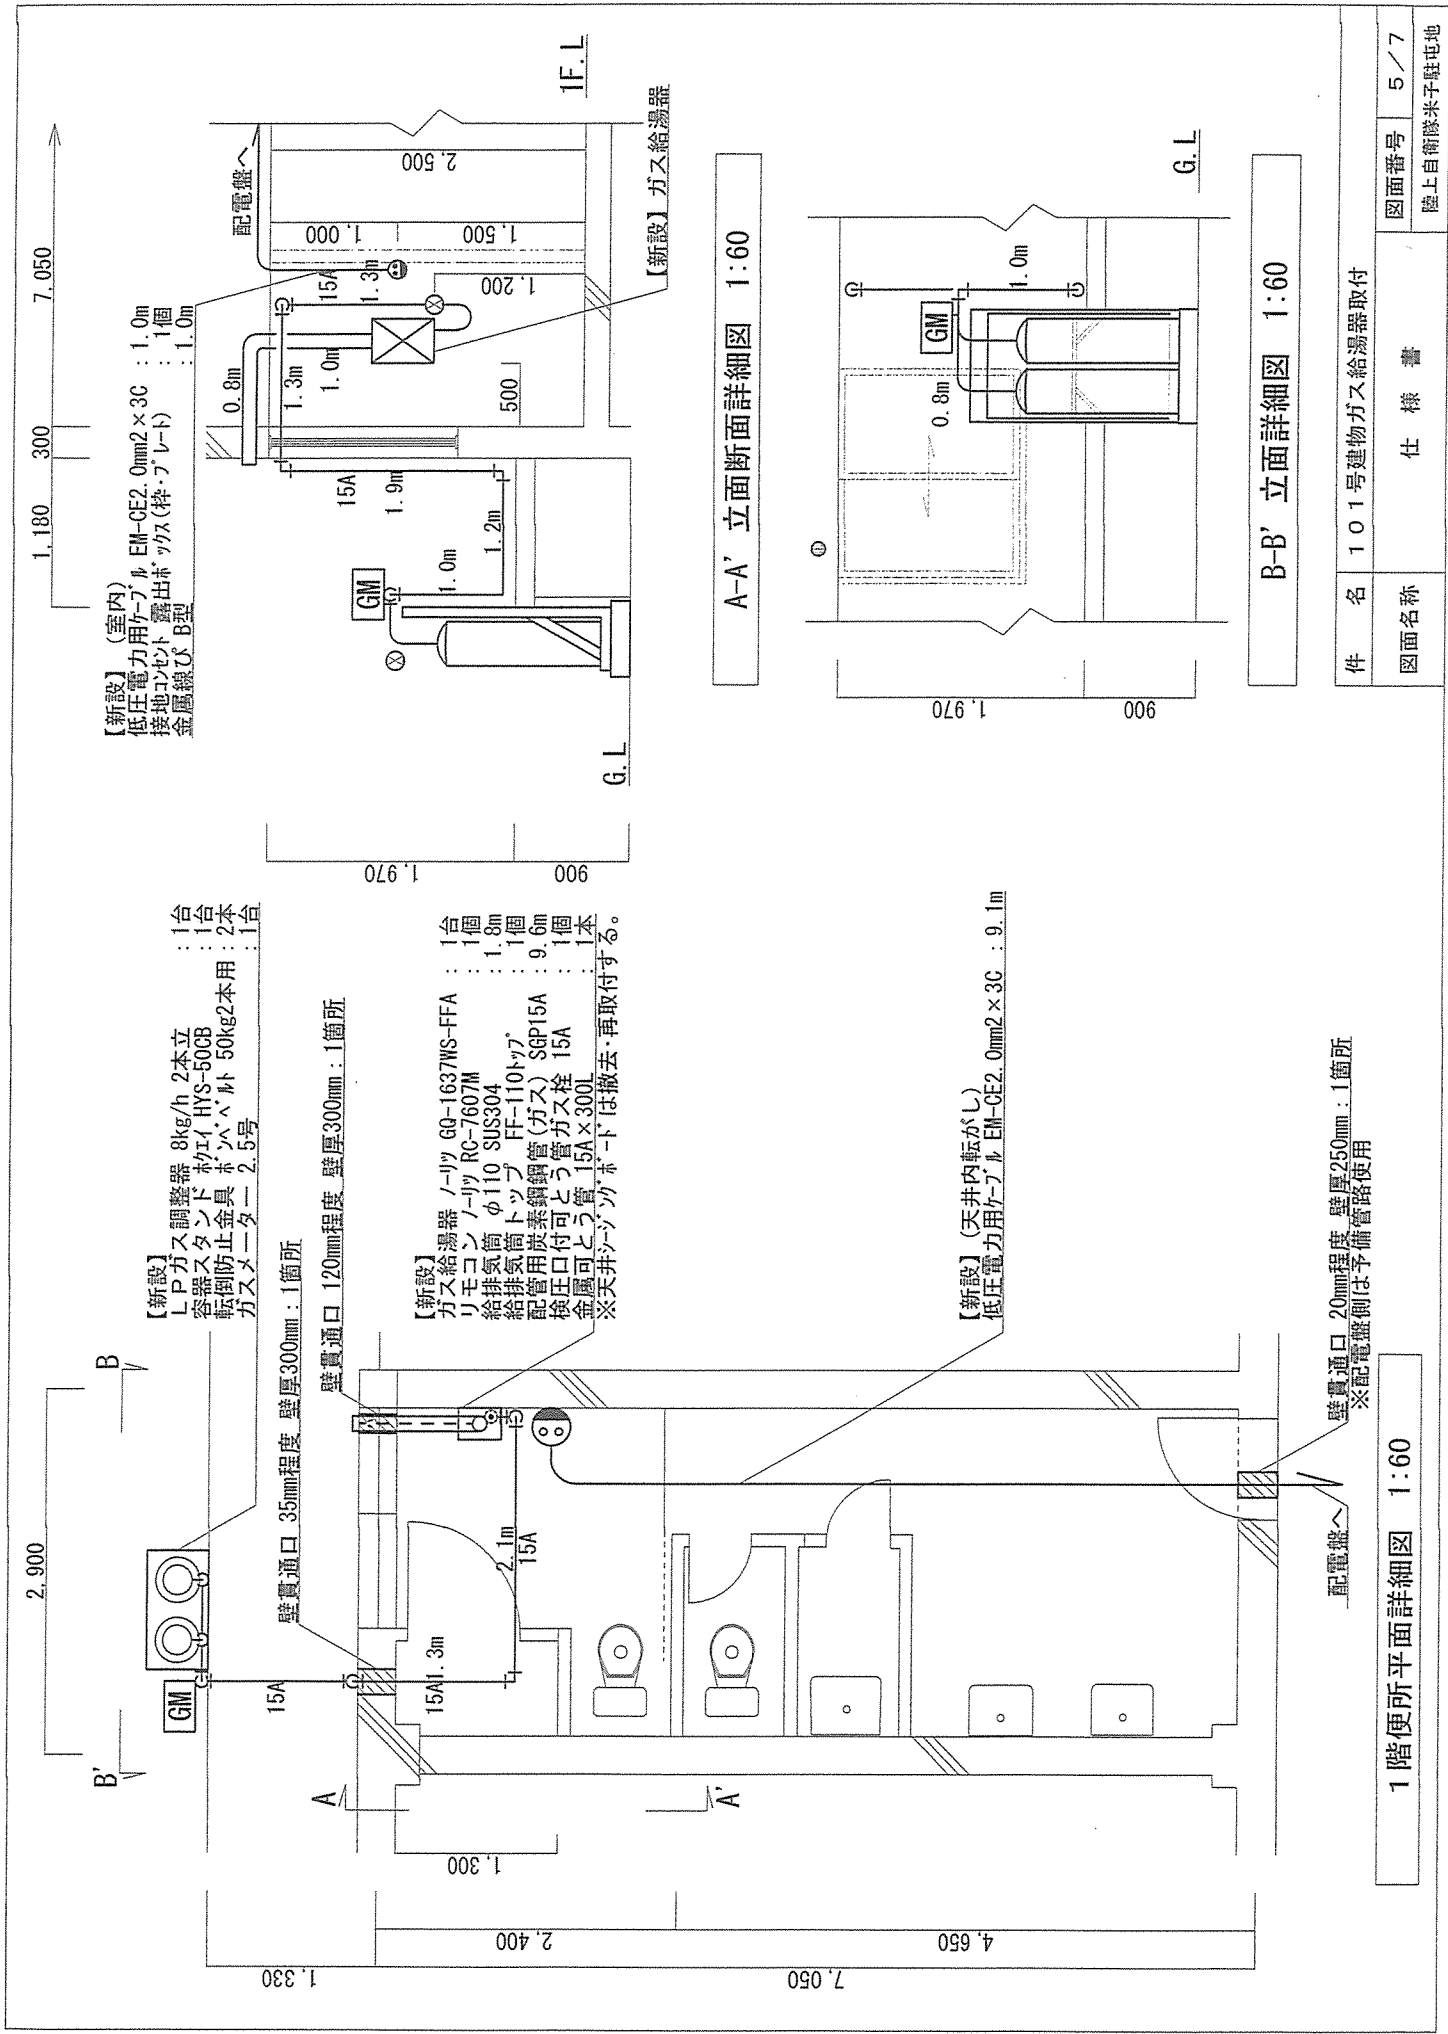 2,900
B
B'
【新設】
ＬＰガス調整器 8kg/h 2本立 : 1台
容器スタンド ホクエイ HYS-50CB : 1台
転倒防止金具 ボンベベルト 50kg2本用 : 2本
ガスメーター 2.5号 : 1台
GM
15A
壁貫通口 35mm程度 壁厚300mm : 1箇所
壁貫通口 120mm程度 壁厚300mm : 1箇所
【新設】
ガス給湯器 ノーリツ GQ-1637WS-FFA : 1台
リモコン ノーリツ RC-7607M : 1個
給排気筒 φ110 SUS304 : 1.8m
給排気筒トップ FF-110トップ : 1個
配管用炭素鋼鋼管(ガス) SGP15A : 9.6m
検圧口付可とう管ガス栓 15A : 1個
金属可とう管 15A×300L : 1本
※天井シージングボードは撤去・再取付する。
15A1.3m
2.1m
15A
A
A'
【新設】 (天井内転がし)
低圧電力用ケーブル EM-CE2.0mm2×3C : 9.1m
壁貫通口 20mm程度 壁厚250mm : 1箇所
※配電盤側は予備管路使用
配電盤へ
1,300
1,330
2,400
4,650
7,050
１階便所平面詳細図 1:60
1,180
300
7,050
【新設】 (室内)
低圧電力用ケーブル EM-CE2.0mm2×3C : 1.0m
接地コンセント 露出ボックス(枠・プレート) : 1個
金属線ぴ B型 : 1.0m
配電盤へ
0.8m
1.3m
1.0m
15A
1.3m
1,000
1,500
2,500
1,200
500
1F.L
【新設】 ガス給湯器
15A
1.9m
1.2m
1.0m
GM
G.L
1,970
900
A-A' 立面断面詳細図 1:60
GM
0.8m
1.0m
G.L
1,970
900
B-B' 立面詳細図 1:60
件 名
１０１号建物ガス給湯器取付
図面名称
仕 様 書
図面番号
５／７
陸上自衛隊米子駐屯地